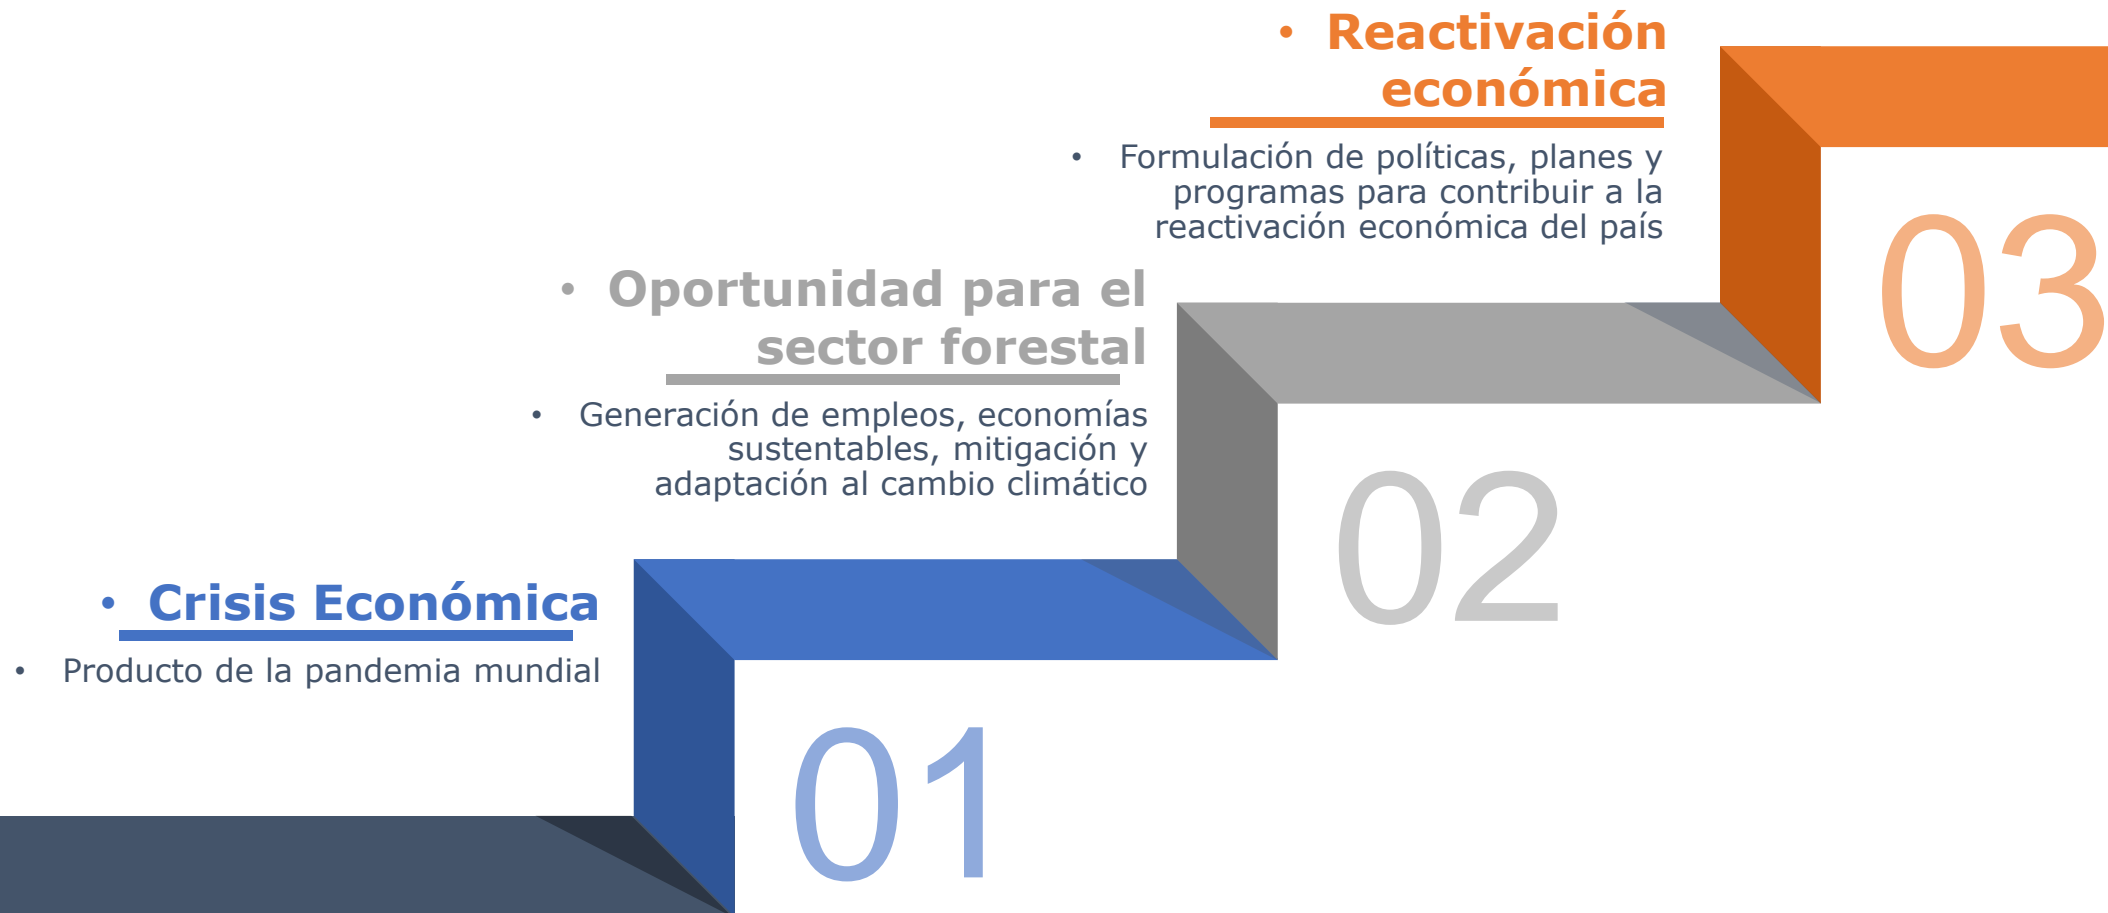 • Reactivación
económica
• Formulación de políticas, planes y
programas para contribuir a la
reactivación económica del país
03
• Oportunidad para el
sector forestal
• Generación de empleos, economías
sustentables, mitigación y
adaptación al cambio climático
02
• Crisis Económica
• Producto de la pandemia mundial
01